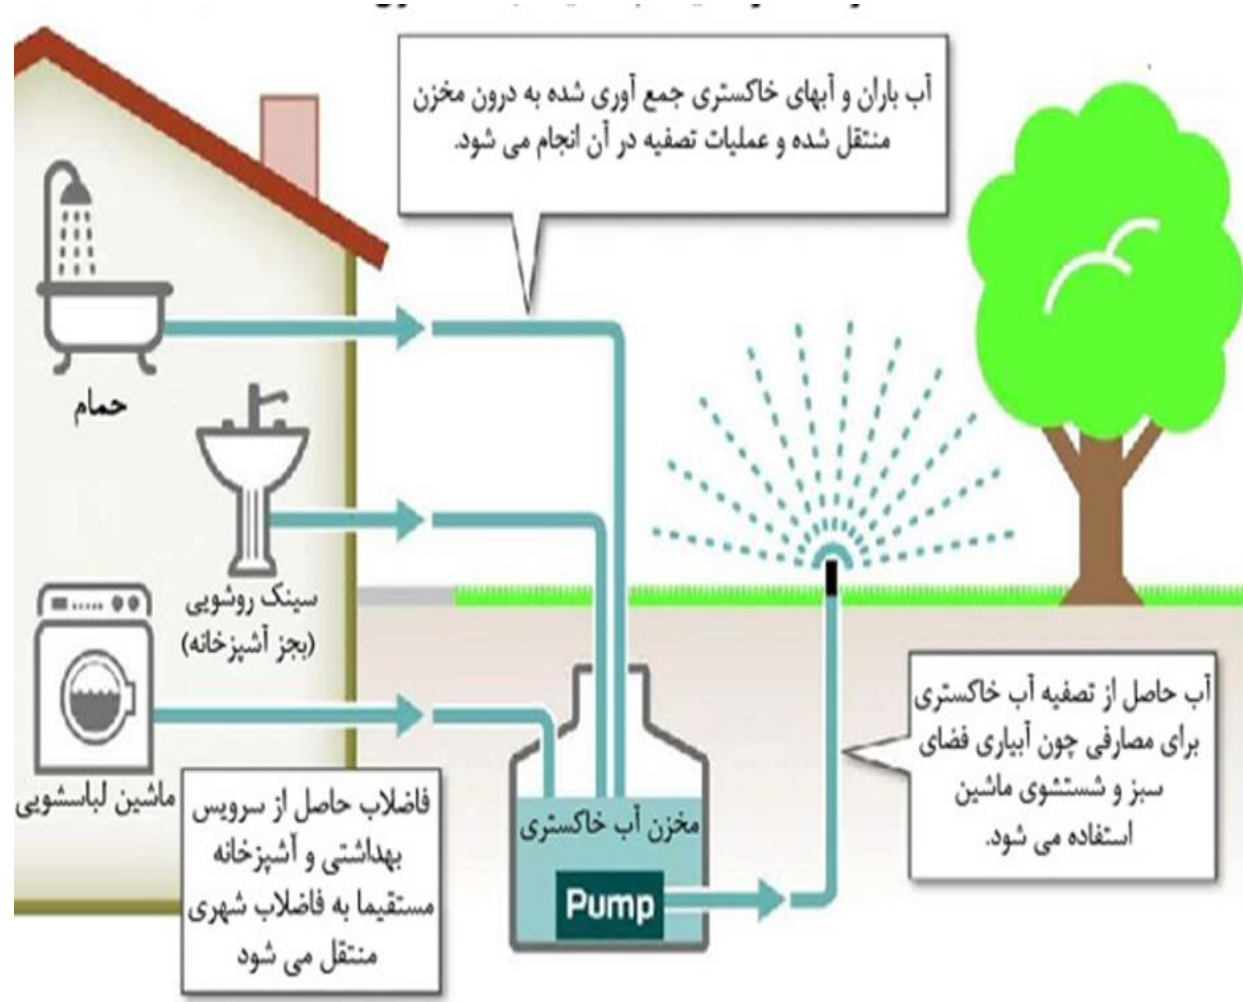 آب باران و آبهای خاکستری جمع آوری شده به درون مخزن
منتقل شده و عملیات تصفیه در آن انجام می شود.
حمام
سینک روشویی
(بجز آشپزخانه)
ماشین لباسشویی
فاضلاب حاصل از سرویس
بهداشتی و آشپزخانه
مستقیما به فاضلاب شهری
منتقل می شود
مخزن آب خاکستری
Pump
آب حاصل از تصفیه آب خاکستری
برای مصارفی چون آبیاری فضای
سبز و شستشوی ماشین
استفاده می شود.